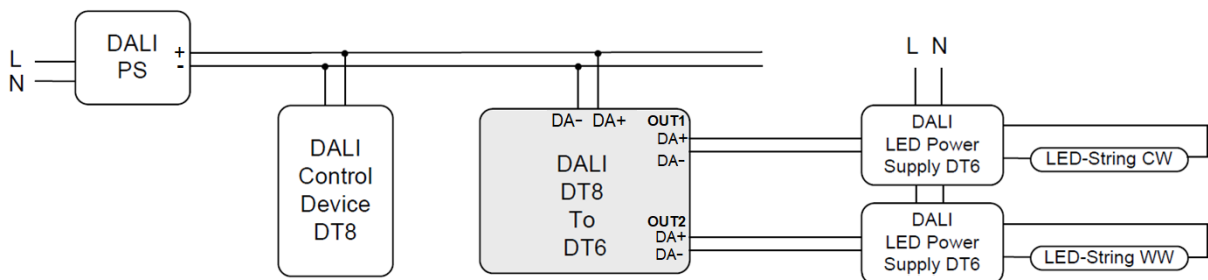 DALI
PS
+
-
L
N
DALI
Control
Device
DT8
DA− DA+
OUT1
DA+
DA−
DALI
DT8
To
DT6
OUT2
DA+
DA−
L N
DALI
LED Power
Supply DT6
LED-String CW
DALI
LED Power
Supply DT6
LED-String WW